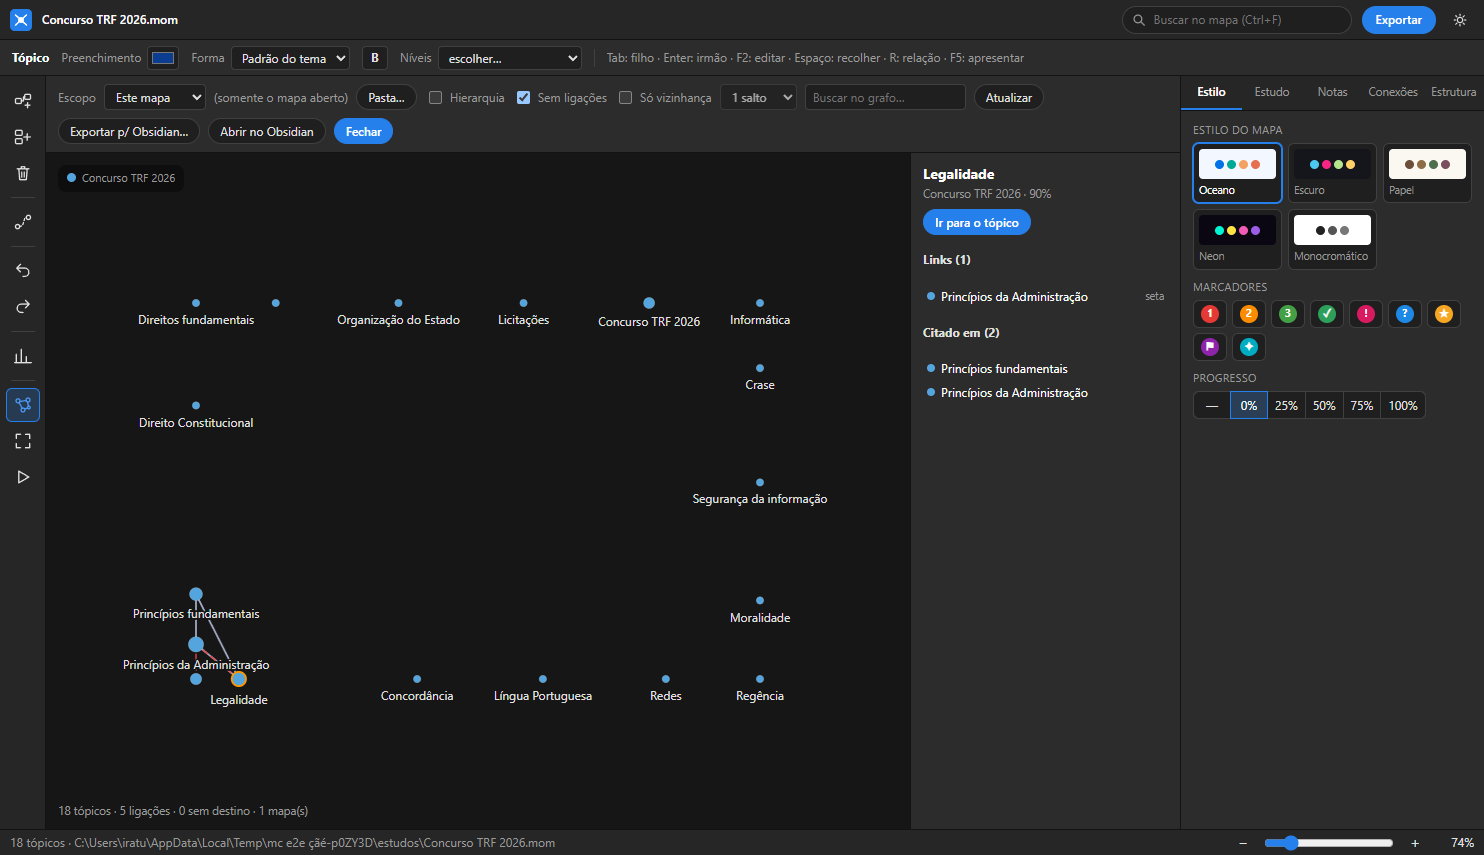 Concurso TRF 2026.mom
Buscar no mapa (Ctrl+F)
Exportar
Tópico Preenchimento Forma Padrão do tema B Níveis escolher... Tab: filho · Enter: irmão · F2: editar · Espaço: recolher · R: relação · F5: apresentar
Escopo Este mapa (somente o mapa aberto) Pasta... Hierarquia Sem ligações Só vizinhança 1 salto Buscar no grafo... Atualizar
Exportar p/ Obsidian... Abrir no Obsidian Fechar
Concurso TRF 2026
Direitos fundamentais
Organização do Estado
Licitações
Concurso TRF 2026
Informática
Crase
Direito Constitucional
Segurança da informação
Princípios fundamentais
Moralidade
Princípios da Administração
Legalidade
Concordância
Língua Portuguesa
Redes
Regência
18 tópicos · 5 ligações · 0 sem destino · 1 mapa(s)
Legalidade
Concurso TRF 2026 · 90%
Ir para o tópico
Links (1)
Princípios da Administração seta
Citado em (2)
Princípios fundamentais
Princípios da Administração
Estilo Estudo Notas Conexões Estrutura
ESTILO DO MAPA
Oceano Escuro Papel
Neon Monocromático
MARCADORES
1 2 3 ✓ ! ? ★
PROGRESSO
— 0% 25% 50% 75% 100%
18 tópicos · C:\Users\iratu\AppData\Local\Temp\mc e2e çãé-p0ZY3D\estudos\Concurso TRF 2026.mom
− + 74%